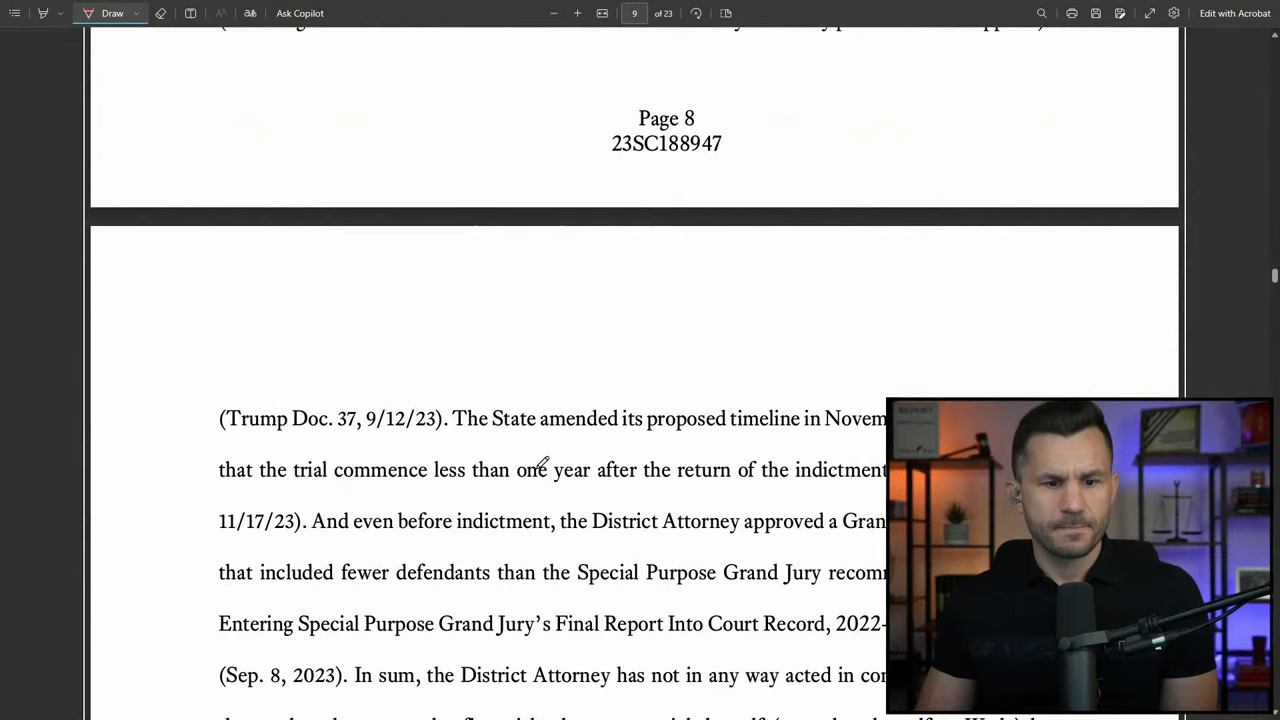 Draw
Ask Copilot
9 of 23
Edit with Acrobat
Page 8
23SC188947
(Trump Doc. 37, 9/12/23). The State amended its proposed timeline in
that the trial commence less than one year after the return of the indictment
11/17/23). And even before indictment, the District Attorney approved a
that included fewer defendants than the Special Purpose Grand Jury
Entering Special Purpose Grand Jury's Final Report Into Court Record, 2022-
(Sep. 8, 2023). In sum, the District Attorney has not in any way acted in
REPORT